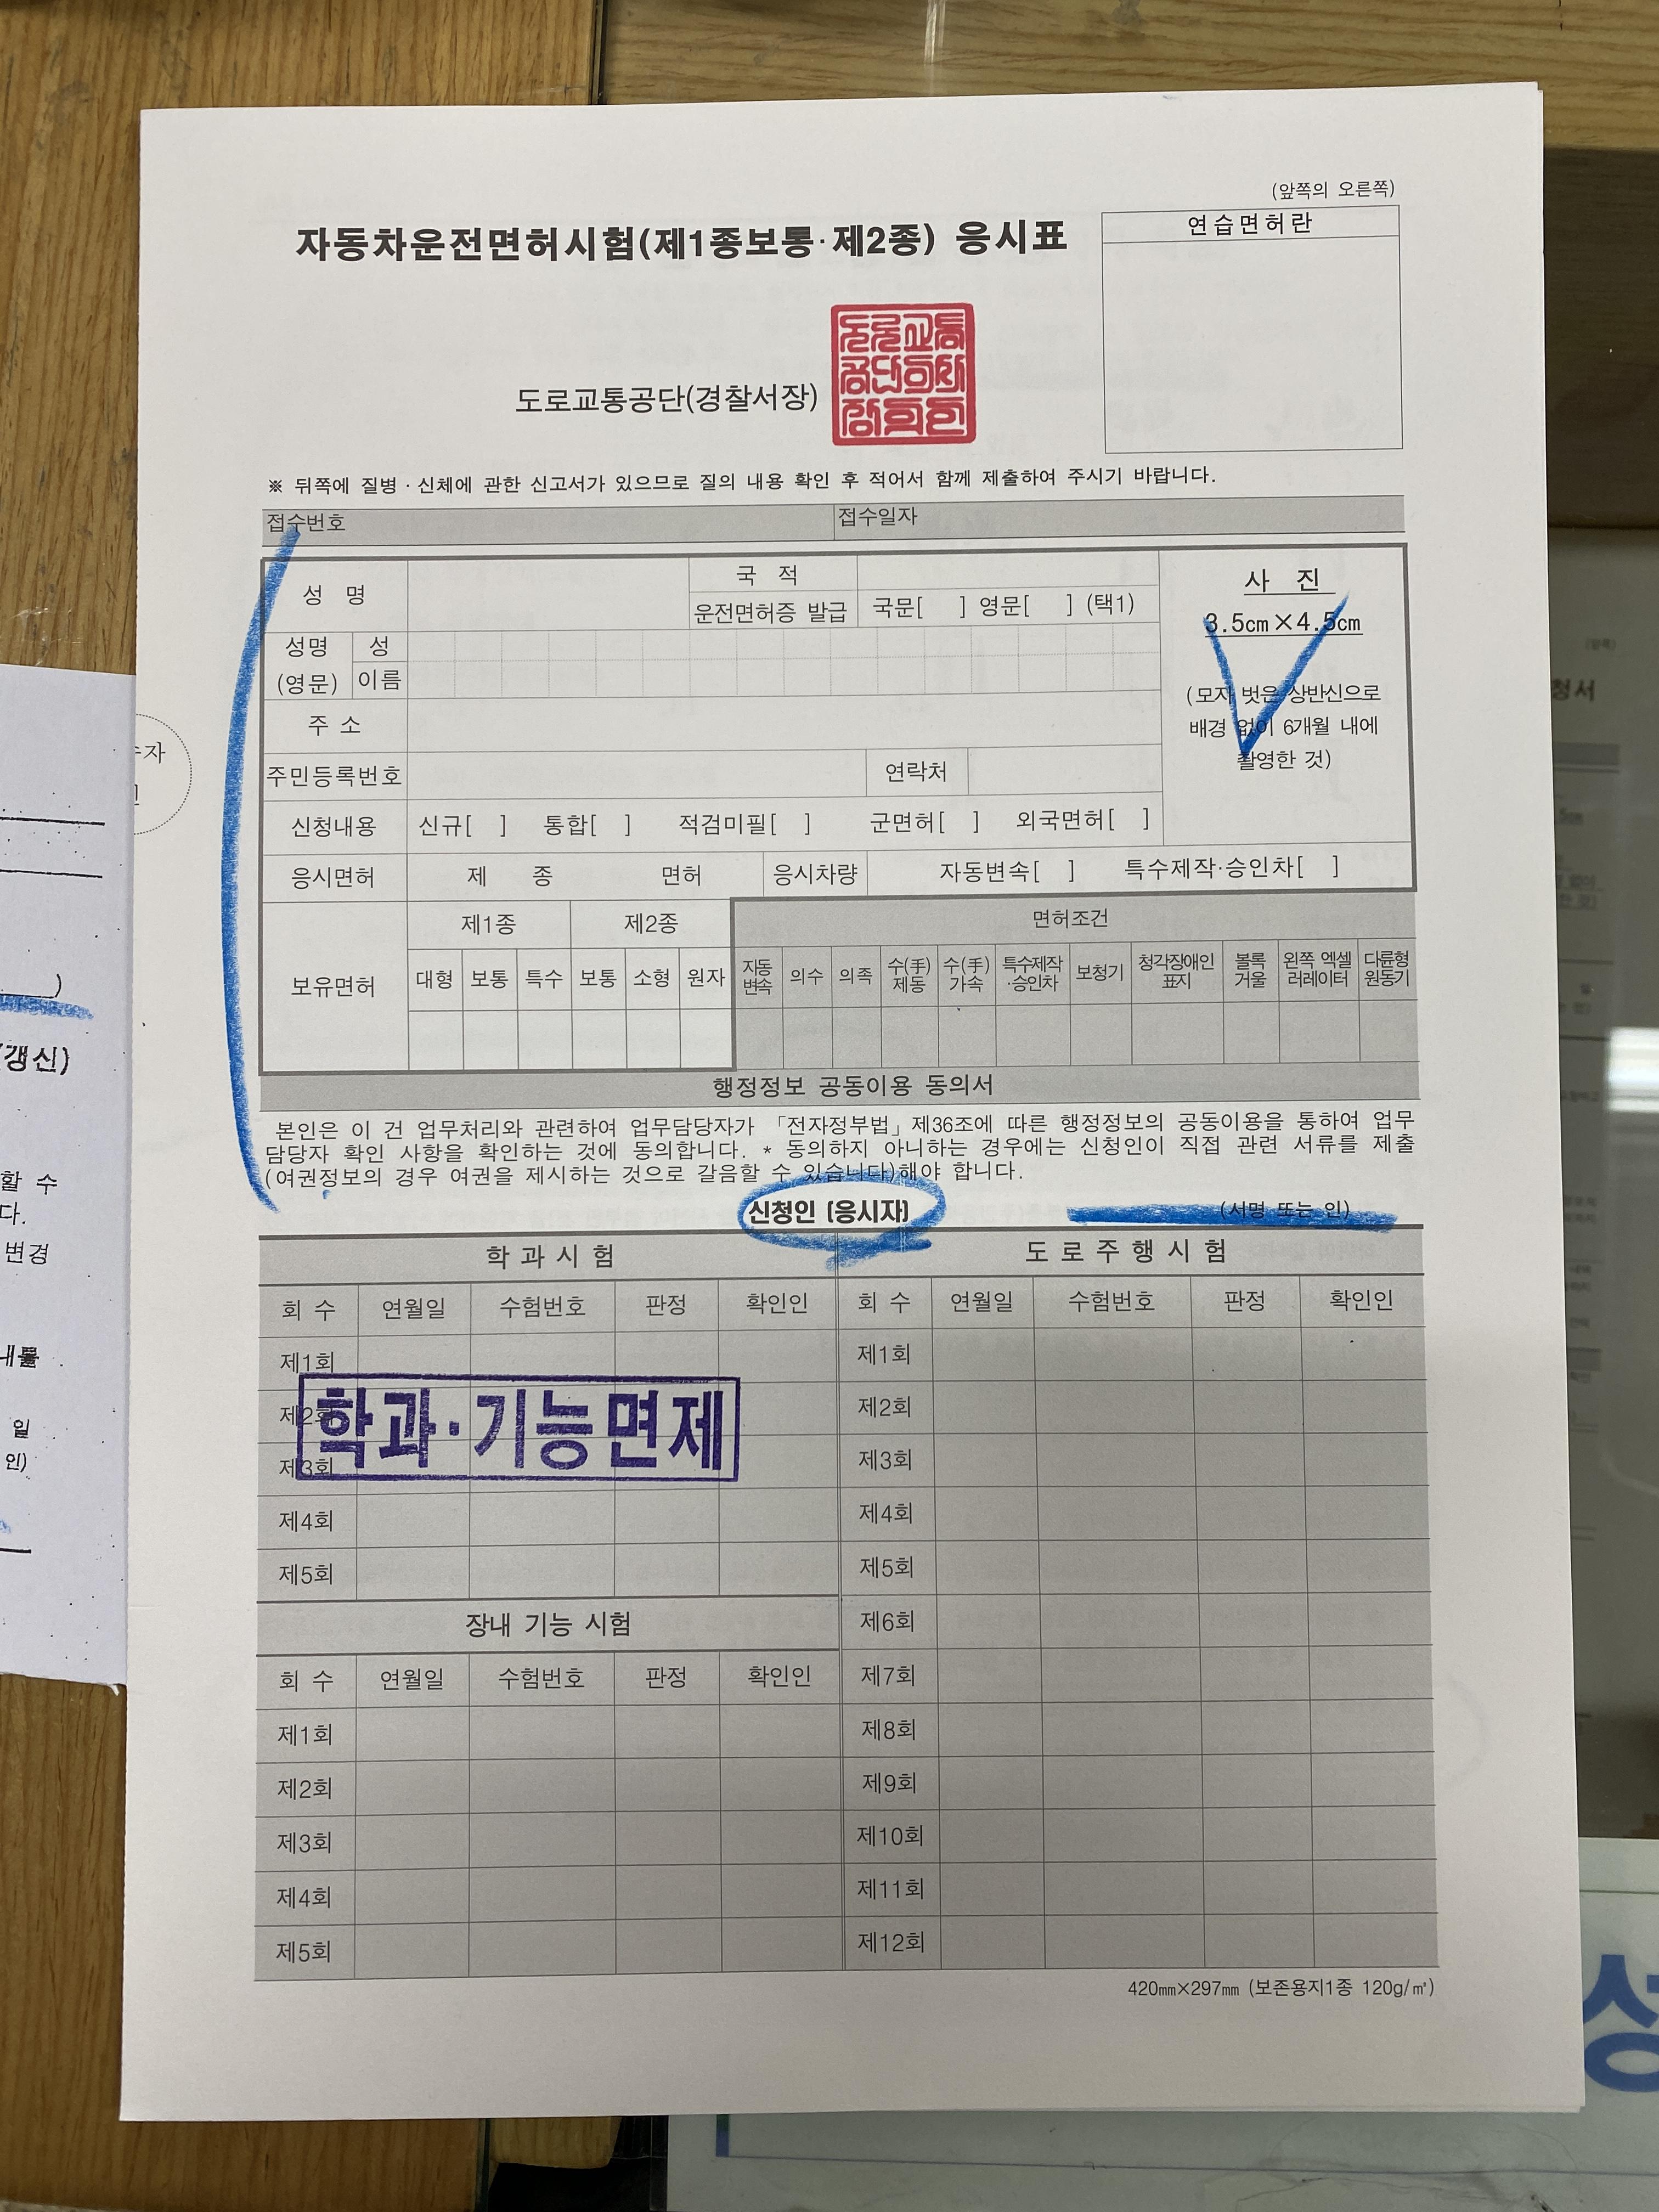 (앞쪽의 오른쪽)
자동차운전면허시험(제1종보통·제2종) 응시표
연습면허란
도로교통공단(경찰서장)
※ 뒤쪽에 질병·신체에 관한 신고서가 있으므로 질의 내용 확인 후 적어서 함께 제출하여 주시기 바랍니다.
접수번호 접수일자
성 명 국 적
운전면허증 발급 국문[ ] 영문[ ] (택1)
사 진
3.5cm×4.5cm
(모자 벗은 상반신으로
배경 없이 6개월 내에
촬영한 것)
성명 성
(영문) 이름
주 소
주민등록번호 연락처
신청내용 신규[ ] 통합[ ] 적검미필[ ] 군면허[ ] 외국면허[ ]
응시면허 제 종 면허 응시차량 자동변속[ ] 특수제작·승인차[ ]
보유면허 제1종 제2종 면허조건
대형 보통 특수 보통 소형 원자 자동변속 의수 의족 수(手)제동 수(手)가속 특수제작·승인차 보청기 청각장애인표지 볼록거울 왼쪽 엑셀러레이터 다륜형원동기
행정정보 공동이용 동의서
본인은 이 건 업무처리와 관련하여 업무담당자가 「전자정부법」 제36조에 따른 행정정보의 공동이용을 통하여 업무
담당자 확인 사항을 확인하는 것에 동의합니다. * 동의하지 아니하는 경우에는 신청인이 직접 관련 서류를 제출
(여권정보의 경우 여권을 제시하는 것으로 갈음할 수 있습니다)해야 합니다.
신청인 (응시자) (서명 또는 인)
학과시험 도로주행시험
회 수 연월일 수험번호 판정 확인인 회 수 연월일 수험번호 판정 확인인
제1회 제1회
제2회 제2회
학과·기능면제
제3회 제3회
제4회 제4회
제5회 제5회
장내 기능 시험 제6회
회 수 연월일 수험번호 판정 확인인 제7회
제1회 제8회
제2회 제9회
제3회 제10회
제4회 제11회
제5회 제12회
420㎜×297㎜ (보존용지1종 120g/㎡)
(갱신)
할 수
다.
변경
일
인)
청서
성